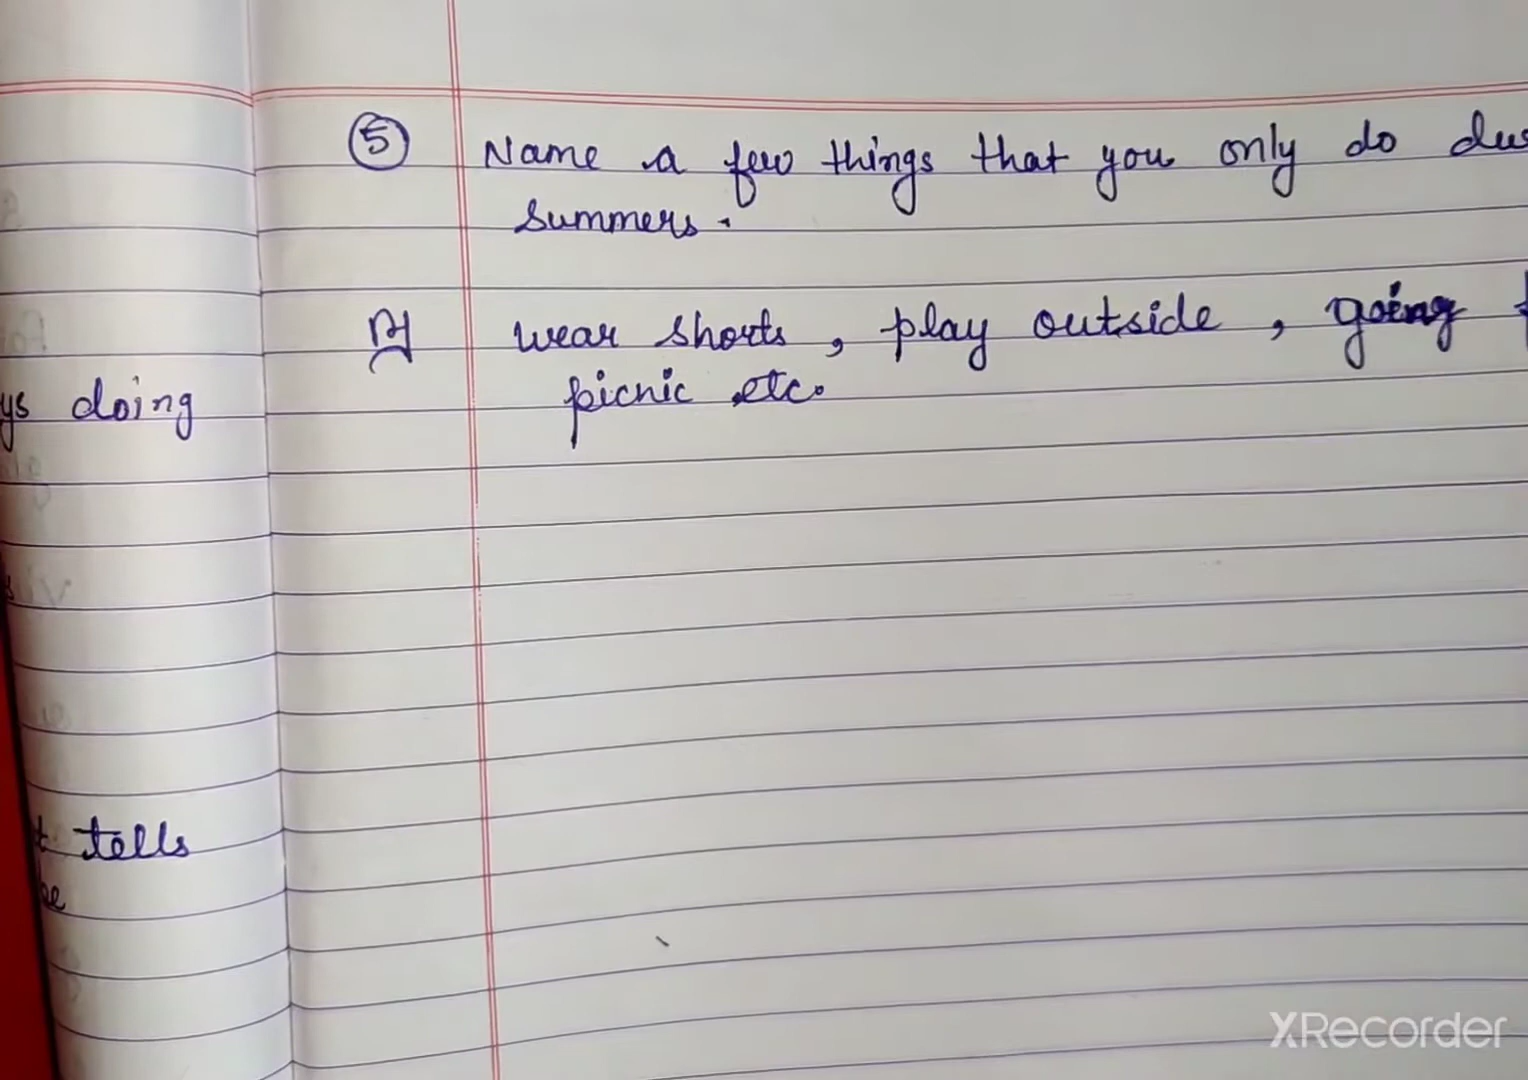 ys doing
tells
be
5 Name a few things that you only do du
summers.
wear shorts, play outside, going f
picnic etc.
XRecorder